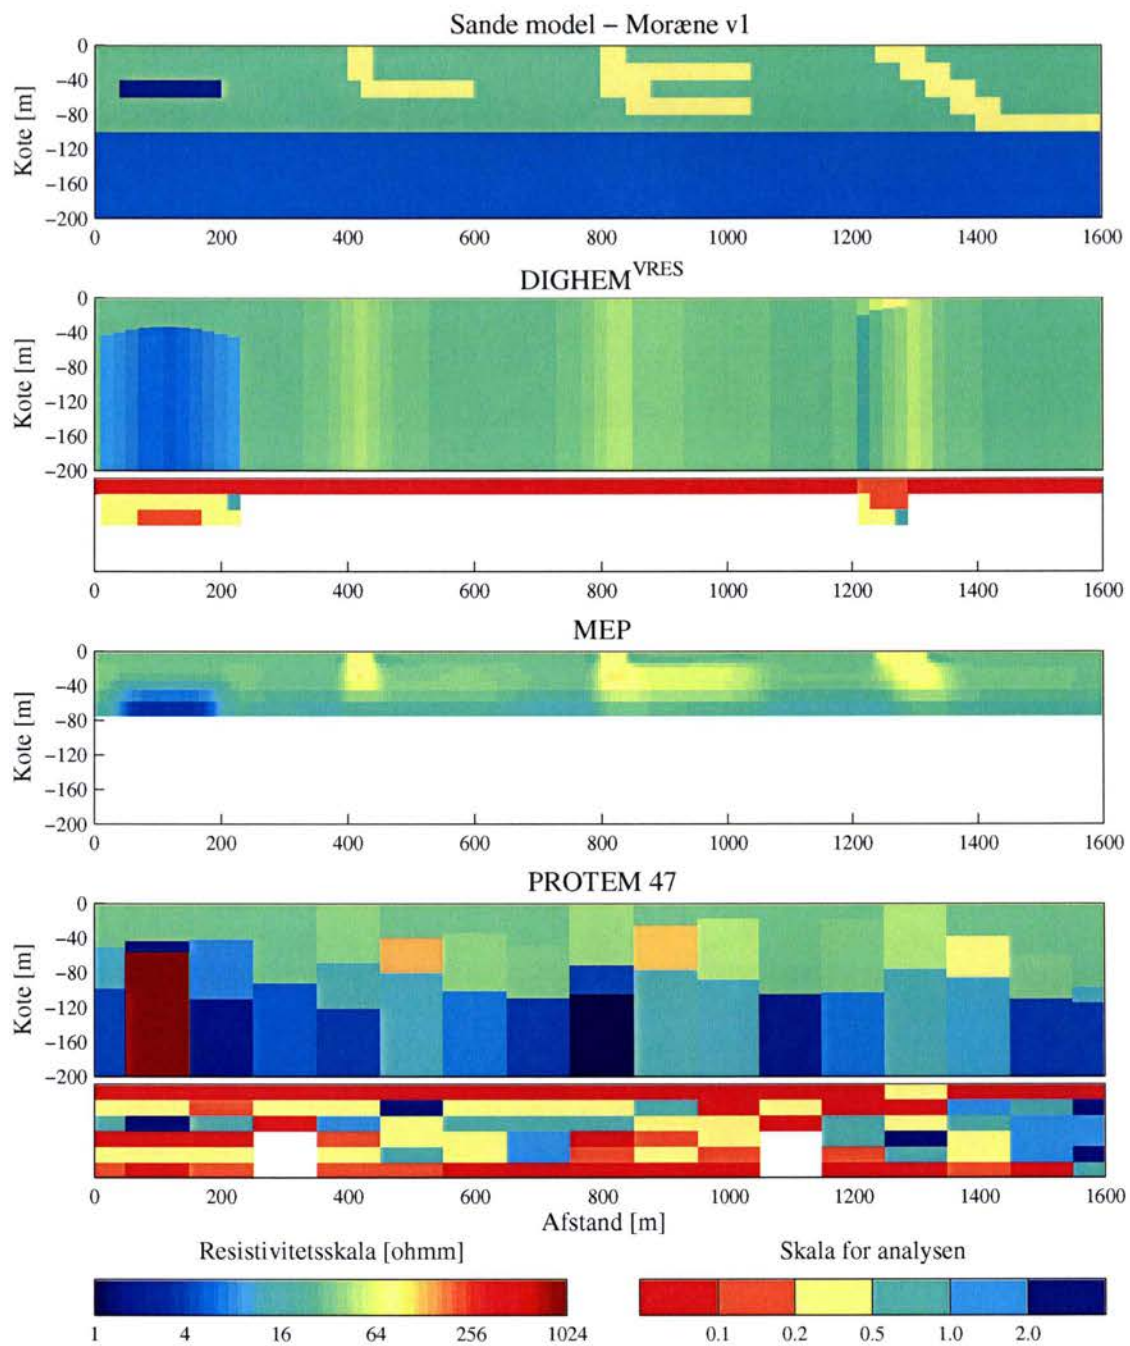 Sande model – Moræne v1
Kote [m]
0
−40
−80
−120
−160
−200
0 200 400 600 800 1000 1200 1400 1600
DIGHEM^VRES
Kote [m]
0
−40
−80
−120
−160
−200
0 200 400 600 800 1000 1200 1400 1600
MEP
Kote [m]
0
−40
−80
−120
−160
−200
0 200 400 600 800 1000 1200 1400 1600
PROTEM 47
Kote [m]
0
−40
−80
−120
−160
−200
0 200 400 600 800 1000 1200 1400 1600
Afstand [m]
Resistivitetsskala [ohmm]
1 4 16 64 256 1024
Skala for analysen
0.1 0.2 0.5 1.0 2.0